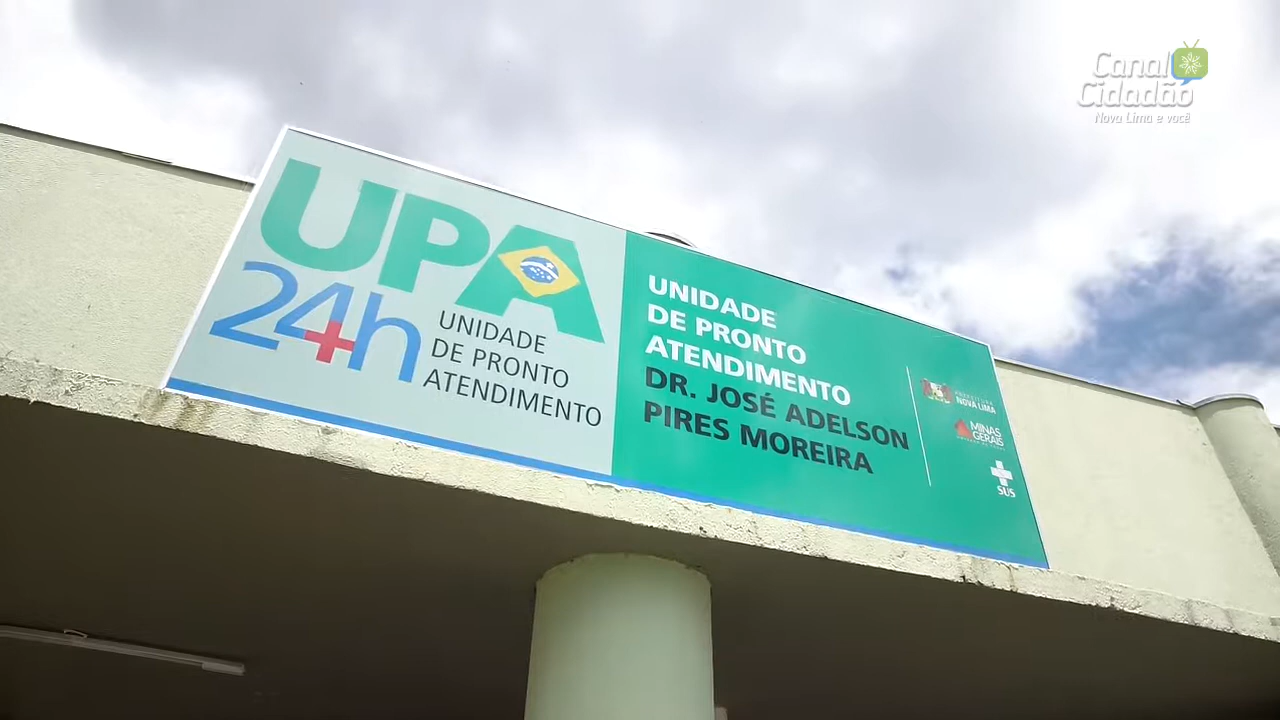 Canal
Cidadão
Nova Lima e você
UPA
24h
UNIDADE
DE PRONTO
ATENDIMENTO
UNIDADE
DE PRONTO
ATENDIMENTO
DR. JOSÉ ADELSON
PIRES MOREIRA
PREFEITURA
NOVA LIMA
MINAS
GERAIS
SUS